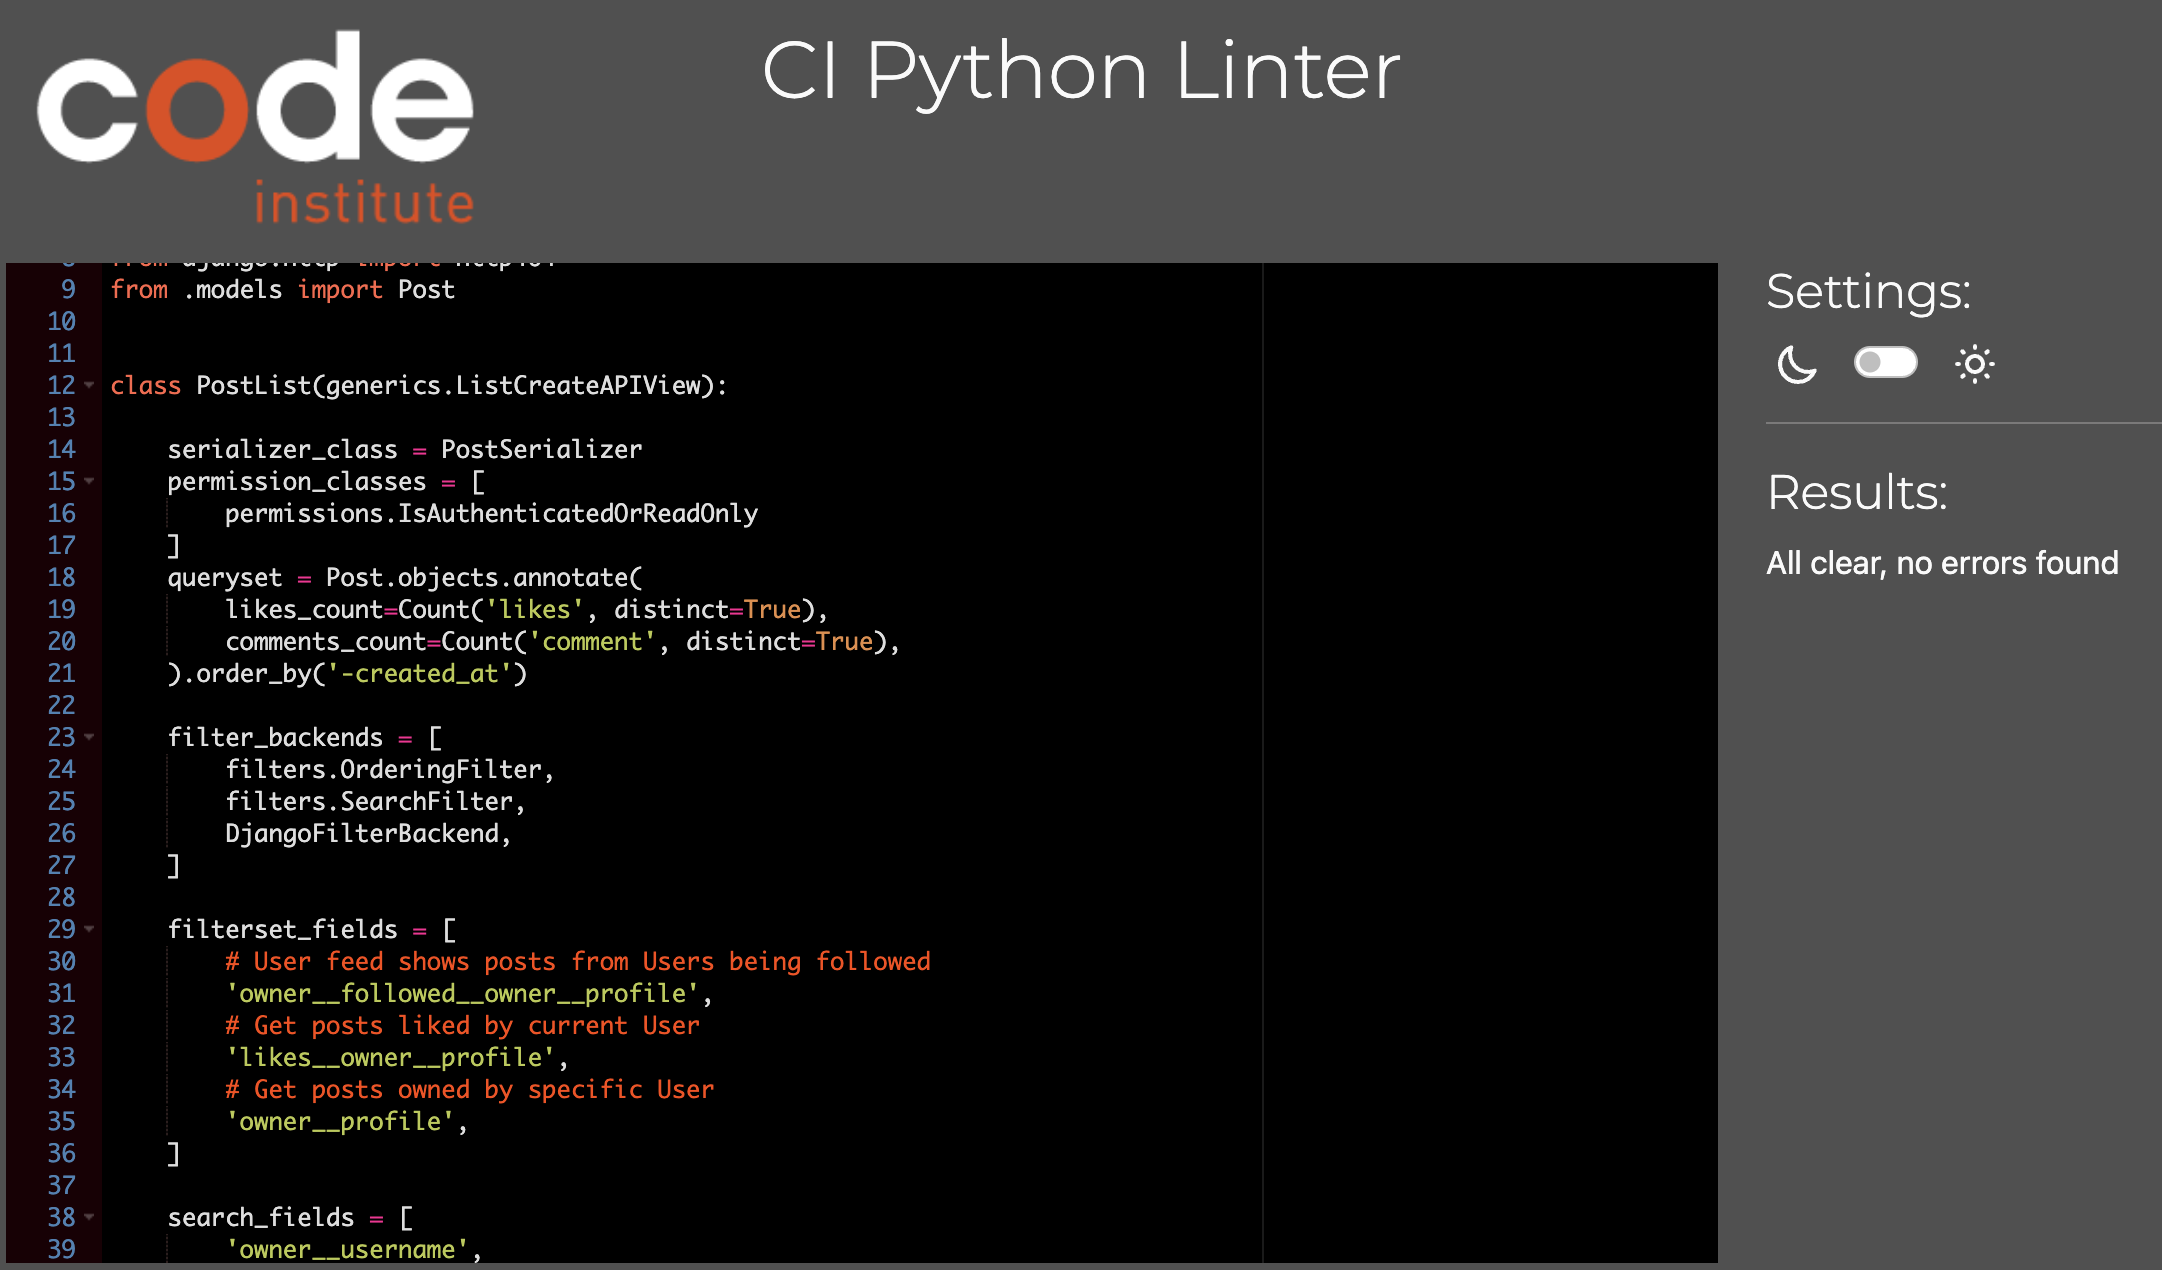 code
institute
CI Python Linter
9 from .models import Post
10
11
12 class PostList(generics.ListCreateAPIView):
13
14     serializer_class = PostSerializer
15     permission_classes = [
16         permissions.IsAuthenticatedOrReadOnly
17     ]
18     queryset = Post.objects.annotate(
19         likes_count=Count('likes', distinct=True),
20         comments_count=Count('comment', distinct=True),
21     ).order_by('-created_at')
22
23     filter_backends = [
24         filters.OrderingFilter,
25         filters.SearchFilter,
26         DjangoFilterBackend,
27     ]
28
29     filterset_fields = [
30         # User feed shows posts from Users being followed
31         'owner__followed__owner__profile',
32         # Get posts liked by current User
33         'likes__owner__profile',
34         # Get posts owned by specific User
35         'owner__profile',
36     ]
37
38     search_fields = [
39         'owner__username',
Settings:
Results:
All clear, no errors found